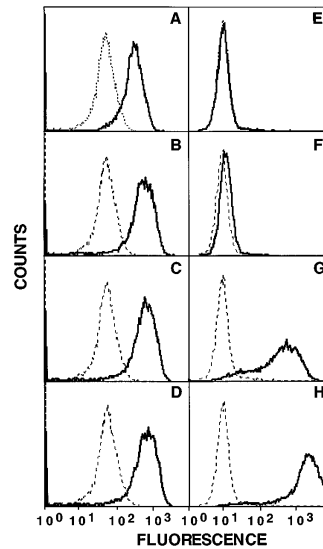 A E
B F
C G
D H
COUNTS
10⁰ 10¹ 10² 10³ 10⁰ 10¹ 10² 10³
FLUORESCENCE